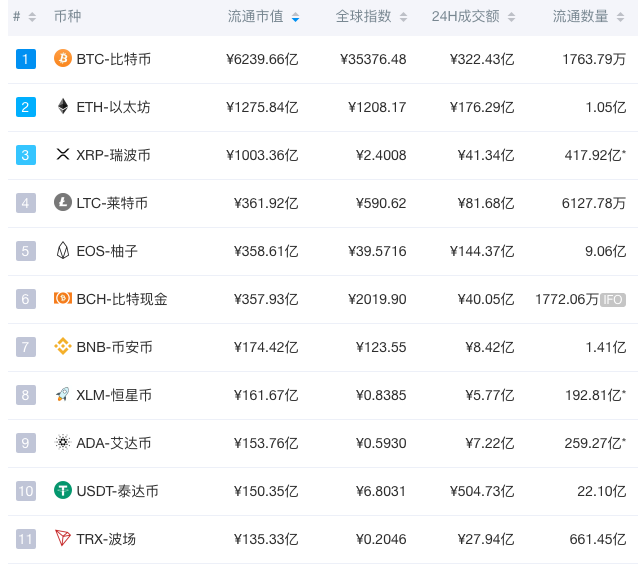 # 币种 流通市值 全球指数 24H成交额 流通数量
1 BTC-比特币 ¥6239.66亿 ¥35376.48 ¥322.43亿 1763.79万
2 ETH-以太坊 ¥1275.84亿 ¥1208.17 ¥176.29亿 1.05亿
3 XRP-瑞波币 ¥1003.36亿 ¥2.4008 ¥41.34亿 417.92亿*
4 LTC-莱特币 ¥361.92亿 ¥590.62 ¥81.68亿 6127.78万
5 EOS-柚子 ¥358.61亿 ¥39.5716 ¥144.37亿 9.06亿
6 BCH-比特现金 ¥357.93亿 ¥2019.90 ¥40.05亿 1772.06万 IFO
7 BNB-币安币 ¥174.42亿 ¥123.55 ¥8.42亿 1.41亿
8 XLM-恒星币 ¥161.67亿 ¥0.8385 ¥5.77亿 192.81亿*
9 ADA-艾达币 ¥153.76亿 ¥0.5930 ¥7.22亿 259.27亿*
10 USDT-泰达币 ¥150.35亿 ¥6.8031 ¥504.73亿 22.10亿
11 TRX-波场 ¥135.33亿 ¥0.2046 ¥27.94亿 661.45亿